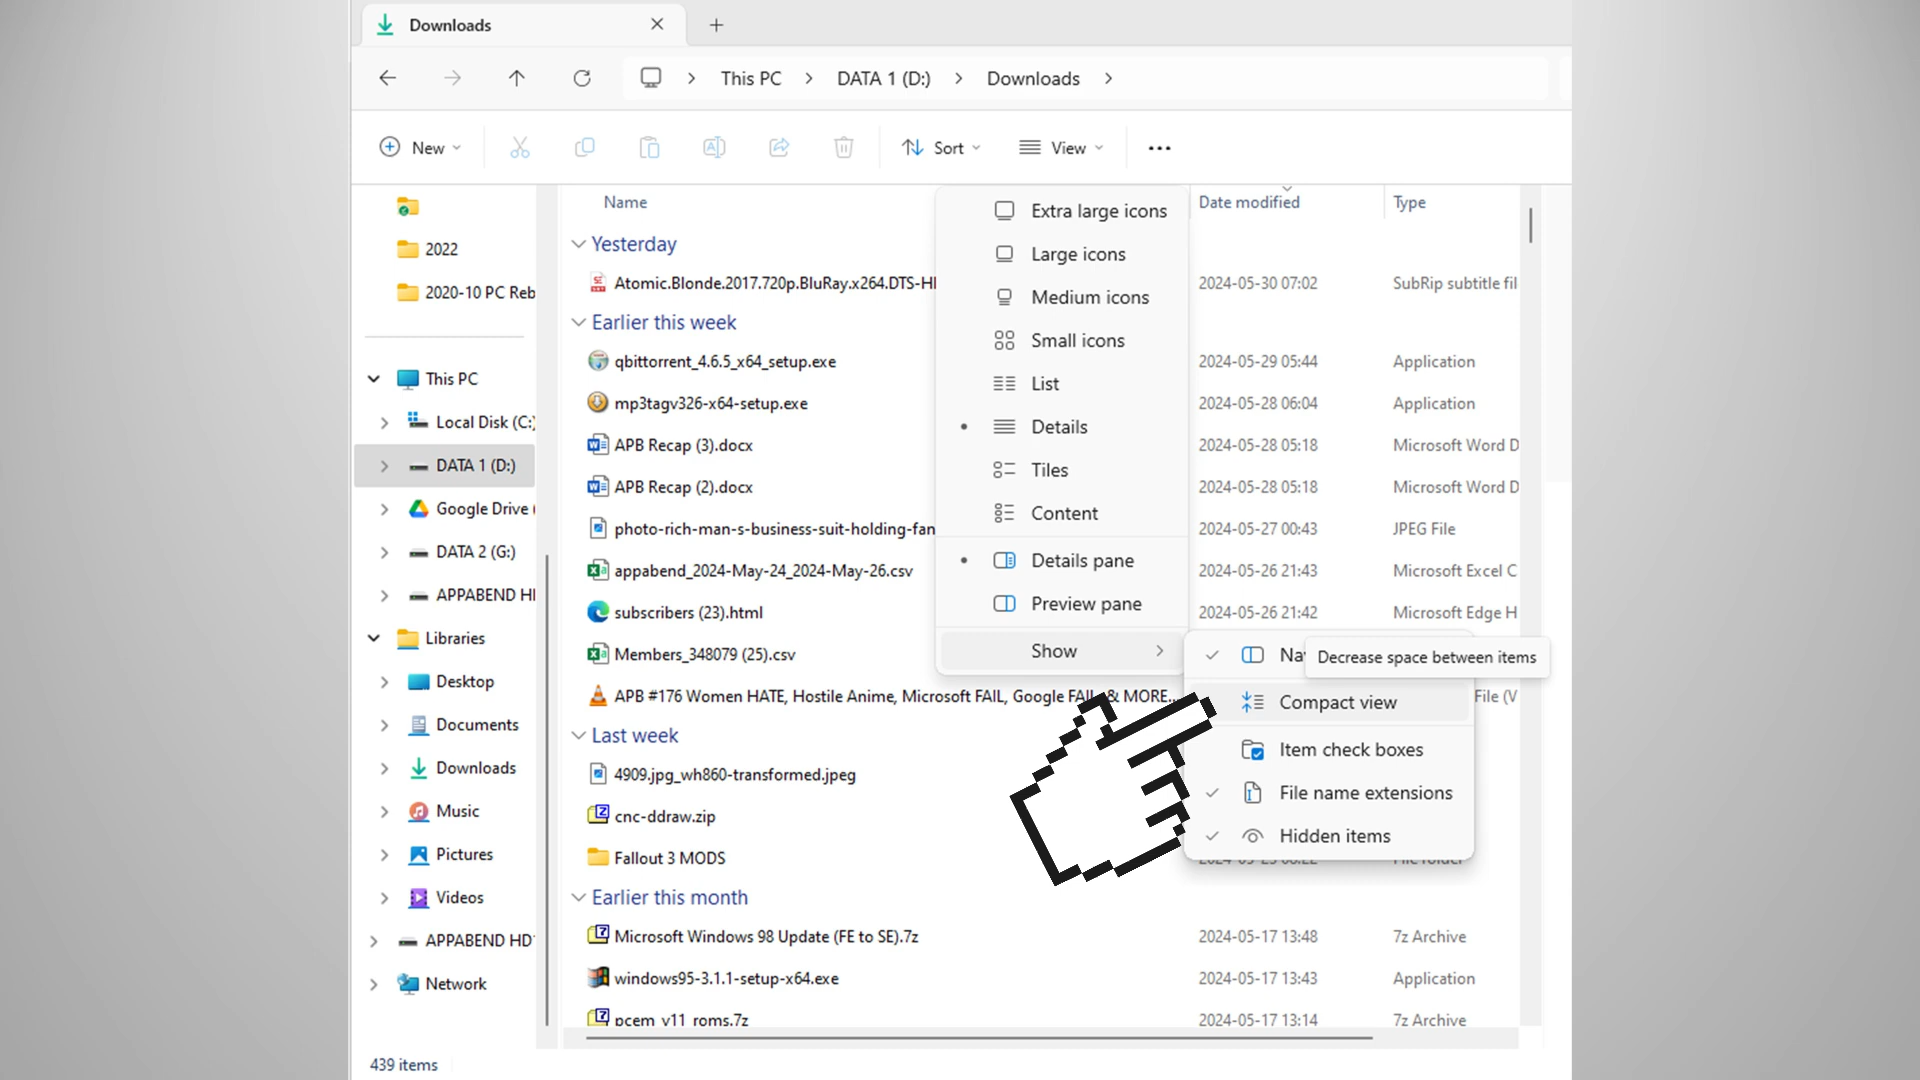 Downloads
This PC
DATA 1 (D:)
Downloads
New
Sort
View
2022
2020-10 PC Reb
This PC
Local Disk (C:)
DATA 1 (D:)
Google Drive (
DATA 2 (G:)
APPABEND H
Libraries
Desktop
Documents
Downloads
Music
Pictures
Videos
APPABEND HD
Network
439 items
Name
Date modified
Type
Yesterday
Atomic.Blonde.2017.720p.BluRay.x264.DTS-H
2024-05-30 07:02
SubRip subtitle fil
Earlier this week
qbittorrent_4.6.5_x64_setup.exe
2024-05-29 05:44
Application
mp3tagv326-x64-setup.exe
2024-05-28 06:04
Application
APB Recap (3).docx
2024-05-28 05:18
Microsoft Word D
APB Recap (2).docx
2024-05-28 05:18
Microsoft Word D
photo-rich-man-s-business-suit-holding-fan
2024-05-27 00:43
JPEG File
appabend_2024-May-24_2024-May-26.csv
2024-05-26 21:43
Microsoft Excel C
subscribers (23).html
2024-05-26 21:42
Microsoft Edge H
Members_348079 (25).csv
APB #176 Women HATE, Hostile Anime, Microsoft FAIL, Google FAIL, & MORE...
File (V
Last week
4909.jpg_wh860-transformed.jpeg
cnc-ddraw.zip
Fallout 3 MODS
Earlier this month
Microsoft Windows 98 Update (FE to SE).7z
2024-05-17 13:48
7z Archive
windows95-3.1.1-setup-x64.exe
2024-05-17 13:43
Application
pcem_v11_roms.7z
2024-05-17 13:14
7z Archive
Extra large icons
Large icons
Medium icons
Small icons
List
Details
Tiles
Content
Details pane
Preview pane
Show
Na
Decrease space between items
Compact view
Item check boxes
File name extensions
Hidden items